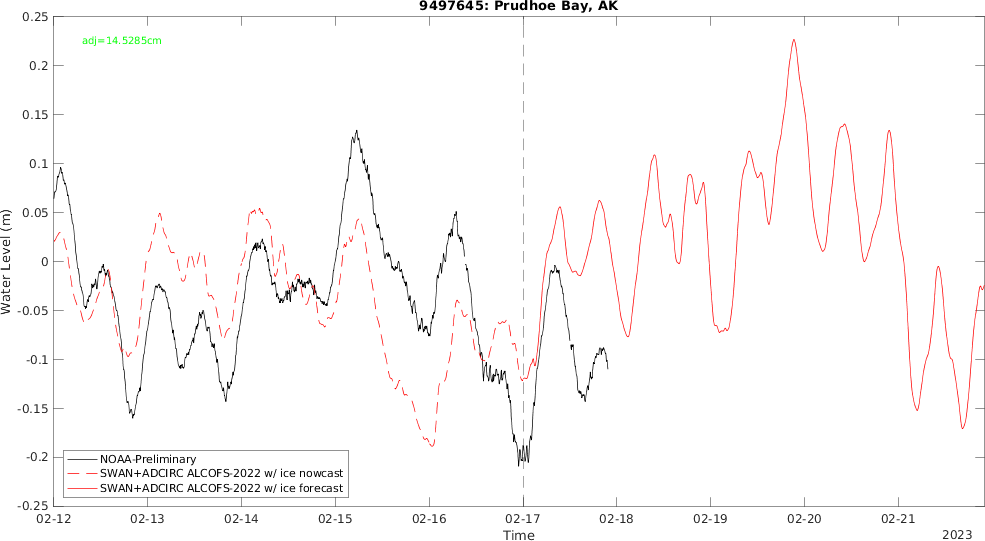 9497645: Prudhoe Bay, AK
adj=14.5285cm
0.25
0.2
0.15
0.1
0.05
0
-0.05
-0.1
-0.15
-0.2
-0.25
Water Level (m)
NOAA-Preliminary
SWAN+ADCIRC ALCOFS-2022 w/ ice nowcast
SWAN+ADCIRC ALCOFS-2022 w/ ice forecast
02-12 02-13 02-14 02-15 02-16 02-17 02-18 02-19 02-20 02-21
Time
2023